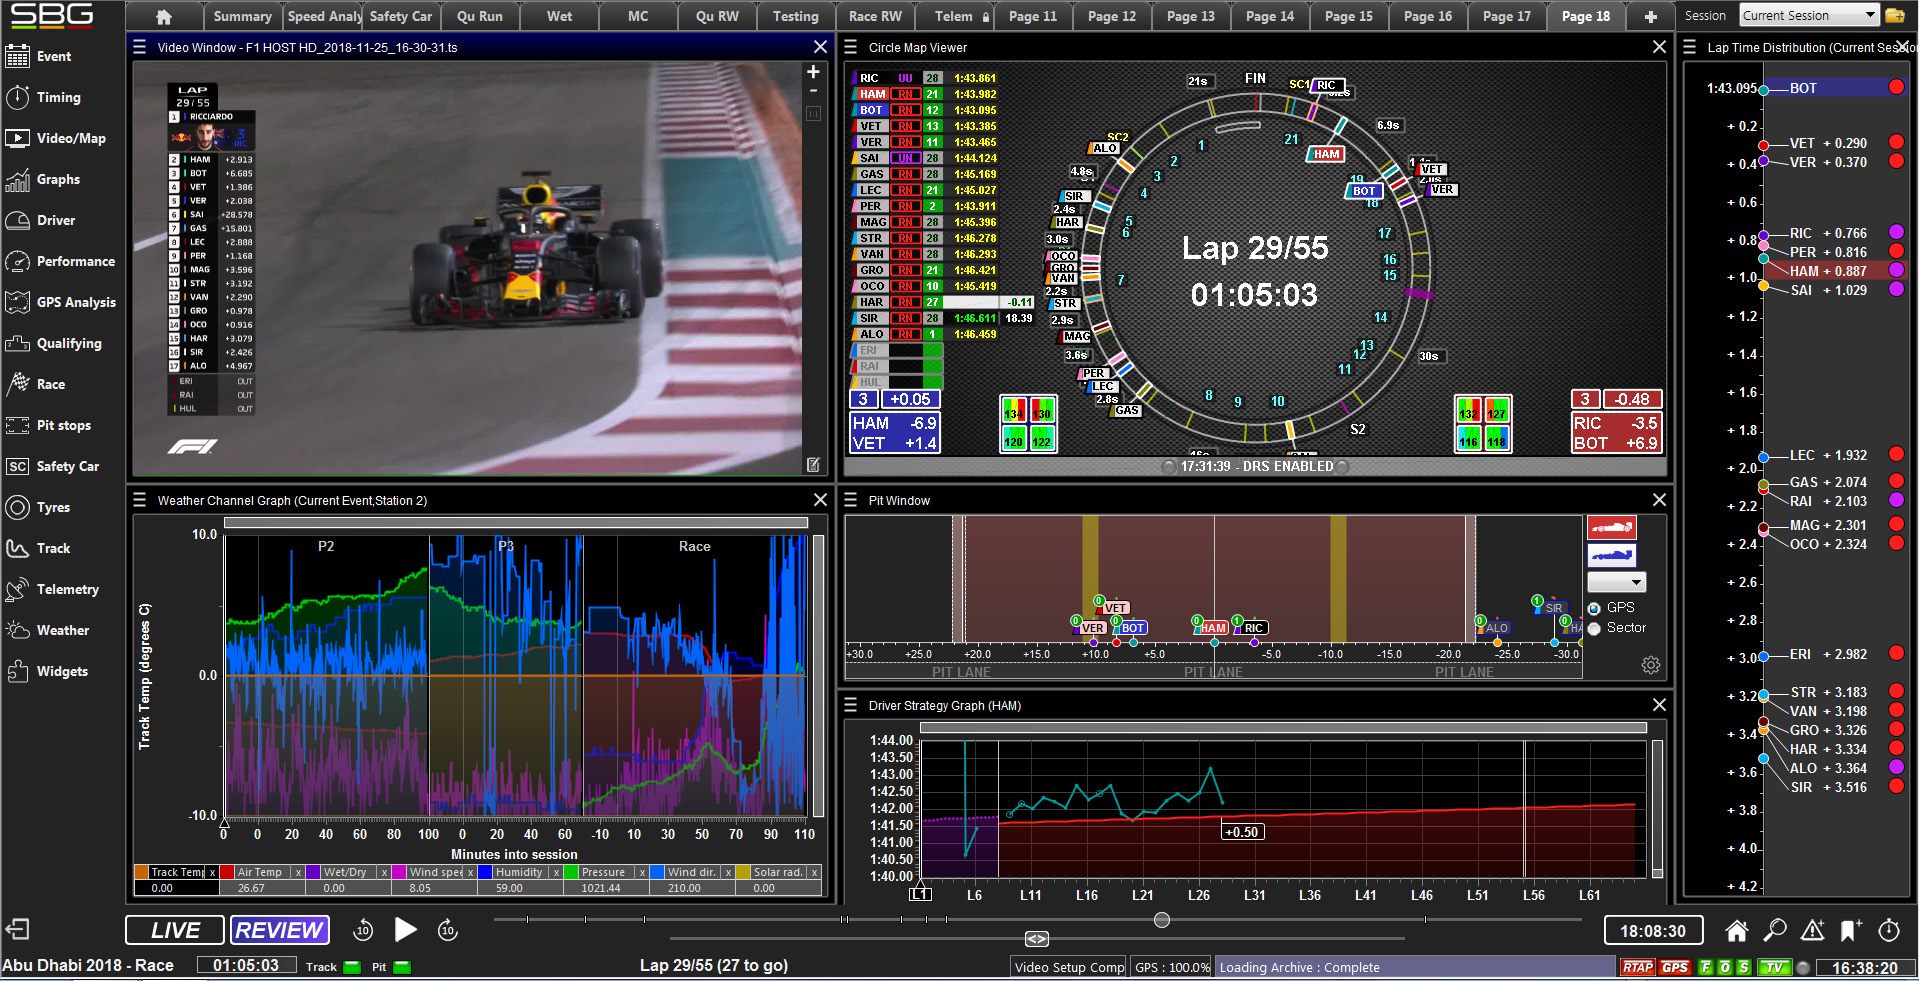 SBG
Summary
Speed Analy
Safety Car
Qu Run
Wet
MC
Qu RW
Testing
Race RW
Telem
Page 11
Page 12
Page 13
Page 14
Page 15
Page 16
Page 17
Page 18
Session
Current Session
Event
Timing
Video/Map
Graphs
Driver
Performance
GPS Analysis
Qualifying
Race
Pit stops
SC Safety Car
Tyres
Track
Telemetry
Weather
Widgets
Video Window - F1 HOST HD_2018-11-25_16-30-31.ts
LAP
29/55
1 RICCIARDO
3
RIC
2 HAM +2.913
3 BOT +6.685
4 VET +1.386
5 VER +2.038
6 SAI +28.578
7 GAS +15.801
8 LEC +2.888
9 PER +1.168
10 MAG +3.596
11 STR +3.192
12 VAN +2.290
13 GRO +0.978
14 OCO +0.916
15 HAR +3.079
16 SIR +2.426
17 ALO +4.967
ERI OUT
RAI OUT
HUL OUT
F1
Circle Map Viewer
RIC UU 28 1:43.861
HAM RN 21 1:43.982
BOT RN 12 1:43.095
VET RN 13 1:43.385
VER RN 11 1:43.465
SAI UN 28 1:44.124
GAS RN 28 1:45.169
LEC RN 21 1:45.027
PER RN 2 1:43.911
MAG RN 28 1:45.396
STR RN 28 1:46.278
VAN RN 28 1:46.293
GRO RN 21 1:46.421
OCO RN 10 1:45.419
HAR RN 27 -0.11
SIR RN 28 1:46.611 18.39
ALO RN 1 1:46.459
ERI
RAI
HUL
3 +0.05
HAM -6.9
VET +1.4
134 130
120 122
21s
FIN
SC1
RIC
6.9s
HAM
VET
VER
BOT
SC2
ALO
4.8s
SIR
2.4s
HAR
3.0s
OCO
GRO
VAN
2.2s
STR
2.9s
MAG
3.6s
PER
LEC
2.8s
GAS
30s
S2
1
2
3
4
5
6
7
8
9
10
11
12
13
14
15
16
17
18
19
21
Lap 29/55
01:05:03
132 127
116 118
3 -0.48
RIC -3.5
BOT +6.9
17:31:39 - DRS ENABLED
Lap Time Distribution (Current Sessio
1:43.095 BOT
+ 0.2
VET + 0.290
+ 0.4 VER + 0.370
+ 0.6
RIC + 0.766
+ 0.8 PER + 0.816
HAM + 0.887
+ 1.0 SAI + 1.029
+ 1.2
+ 1.4
+ 1.6
+ 1.8
LEC + 1.932
+ 2.0
GAS + 2.074
+ 2.2 RAI + 2.103
MAG + 2.301
+ 2.4 OCO + 2.324
+ 2.6
+ 2.8
+ 3.0 ERI + 2.982
+ 3.2 STR + 3.183
VAN + 3.198
+ 3.4 GRO + 3.326
HAR + 3.334
+ 3.6 ALO + 3.364
SIR + 3.516
+ 3.8
+ 4.0
+ 4.2
Weather Channel Graph (Current Event,Station 2)
Track Temp (degrees C)
10.0
0.0
-10.0
P2
P3
Race
0 20 40 60 80 100 0 20 40 60 -10 10 30 50 70 90 110
Minutes into session
Track Temp x Air Temp x Wet/Dry x Wind spee x Humidity x Pressure x Wind dir. x Solar rad. x
0.00 26.67 0.00 8.05 59.00 1021.44 210.00 0.00
Pit Window
0 VET
0 VER 0 BOT 0 HAM 1 RIC
1 SIR
0 ALO 0 HA
+30.0 +25.0 +20.0 +15.0 +10.0 +5.0 -5.0 -10.0 -15.0 -20.0 -25.0 -30.0
PIT LANE PIT LANE PIT LANE
GPS
Sector
Driver Strategy Graph (HAM)
1:44.00
1:43.50
1:43.00
1:42.50
1:42.00
1:41.50
1:41.00
1:40.50
1:40.00
+0.50
L1 L6 L11 L16 L21 L26 L31 L36 L41 L46 L51 L56 L61
LIVE
REVIEW
10
10
18:08:30
Abu Dhabi 2018 - Race
01:05:03
Track
Pit
Lap 29/55 (27 to go)
Video Setup Comp
GPS : 100.0%
Loading Archive : Complete
RTAP
GPS
F
O
S
TV
16:38:20